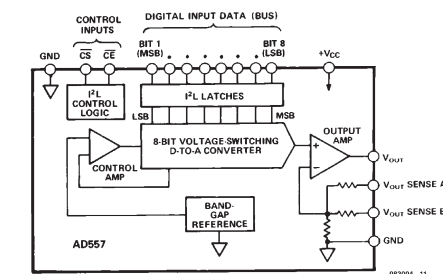 CONTROL INPUTS
DIGITAL INPUT DATA (BUS)
GND
CS
CE
BIT 1 (MSB)
BIT 8 (LSB)
+VCC
I²L CONTROL LOGIC
I²L LATCHES
LSB
MSB
8-BIT VOLTAGE-SWITCHING D-TO-A CONVERTER
CONTROL AMP
OUTPUT AMP
+
−
VOUT
VOUT SENSE A
VOUT SENSE B
BAND-GAP REFERENCE
GND
AD557